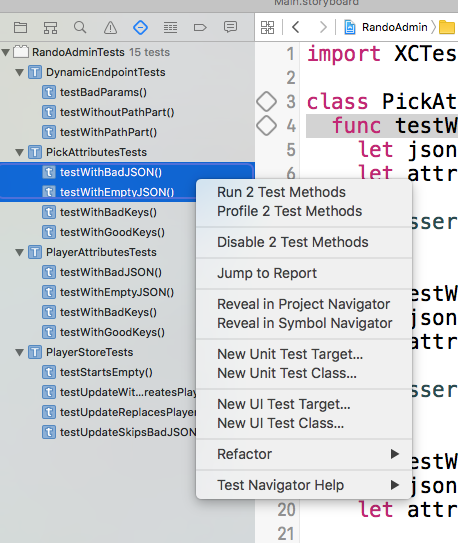 Main.storyboard
RandoAdminTests 15 tests
DynamicEndpointTests
testBadParams()
testWithoutPathPart()
testWithPathPart()
PickAttributesTests
testWithBadJSON()
testWithEmptyJSON()
testWithBadKeys()
testWithGoodKeys()
PlayerAttributesTests
testWithBadJSON()
testWithEmptyJSON()
testWithBadKeys()
testWithGoodKeys()
PlayerStoreTests
testStartsEmpty()
testUpdateWit...reatesPlay
testUpdateReplacesPlayer
testUpdateSkipsBadJSON
Run 2 Test Methods
Profile 2 Test Methods
Disable 2 Test Methods
Jump to Report
Reveal in Project Navigator
Reveal in Symbol Navigator
New Unit Test Target...
New Unit Test Class...
New UI Test Target...
New UI Test Class...
Refactor
Test Navigator Help
RandoAdmin
1 import XCTes
3 class PickAt
4 func testW
5 let json
6 let attr
sser
estW
json
attr
sser
estW
json
20 let att
21